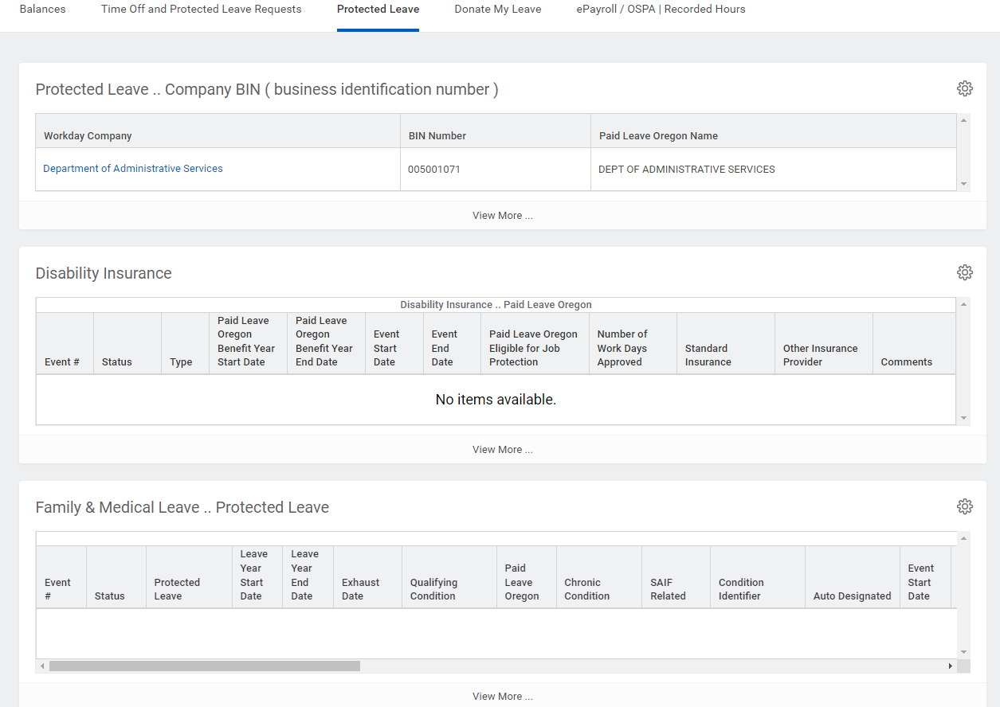 Balances Time Off and Protected Leave Requests Protected Leave Donate My Leave ePayroll / OSPA | Recorded Hours
Protected Leave .. Company BIN ( business identification number )
Workday Company BIN Number Paid Leave Oregon Name
Department of Administrative Services 005001071 DEPT OF ADMINISTRATIVE SERVICES
View More ...
Disability Insurance
Disability Insurance .. Paid Leave Oregon
Event #
Status
Type
Paid Leave
Oregon
Benefit Year
Start Date
Paid Leave
Oregon
Benefit Year
End Date
Event
Start
Date
Event
End
Date
Paid Leave Oregon
Eligible for Job
Protection
Number of
Work Days
Approved
Standard
Insurance
Other Insurance
Provider
Comments
No items available.
View More ...
Family & Medical Leave .. Protected Leave
Event
#
Status
Protected
Leave
Leave
Year
Start
Date
Leave
Year
End
Date
Exhaust
Date
Qualifying
Condition
Paid
Leave
Oregon
Chronic
Condition
SAIF
Related
Condition
Identifier
Auto Designated
Event
Start
Date
View More ...